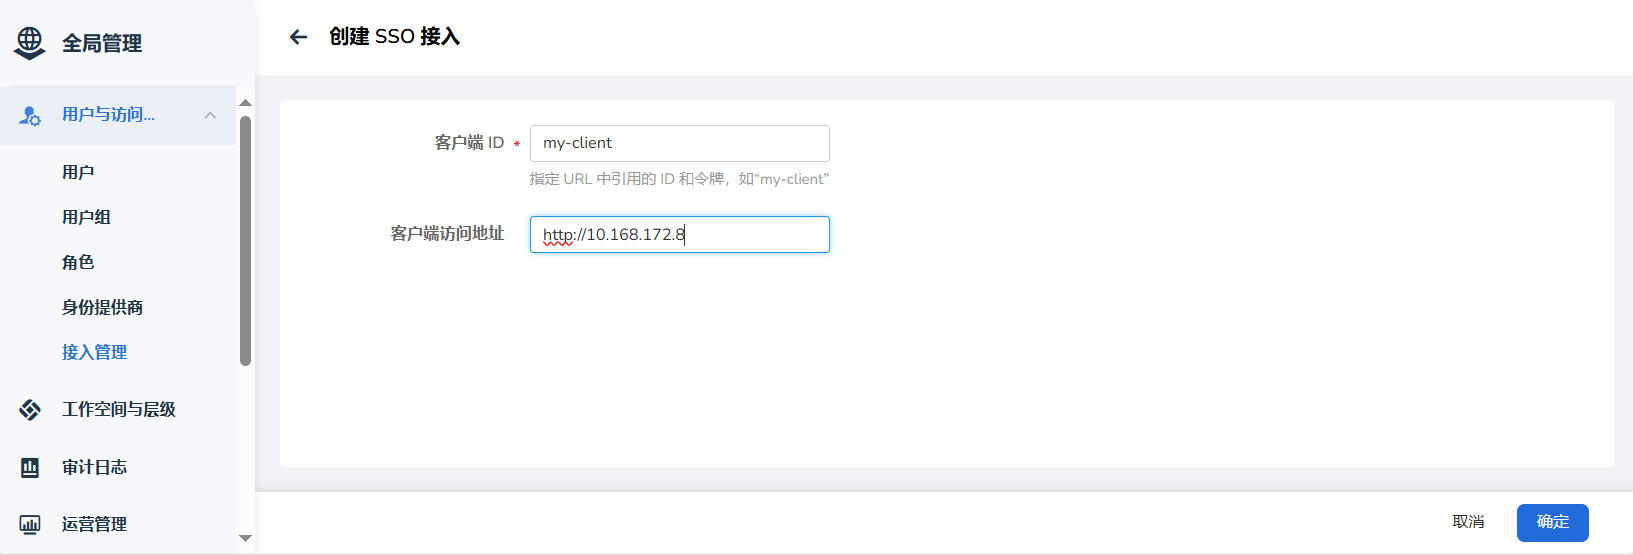 全局管理
用户与访问...
用户
用户组
角色
身份提供商
接入管理
工作空间与层级
审计日志
运营管理
创建 SSO 接入
客户端 ID *
my-client
指定 URL 中引用的 ID 和令牌，如“my-client”
客户端访问地址
http://10.168.172.8
取消
确定